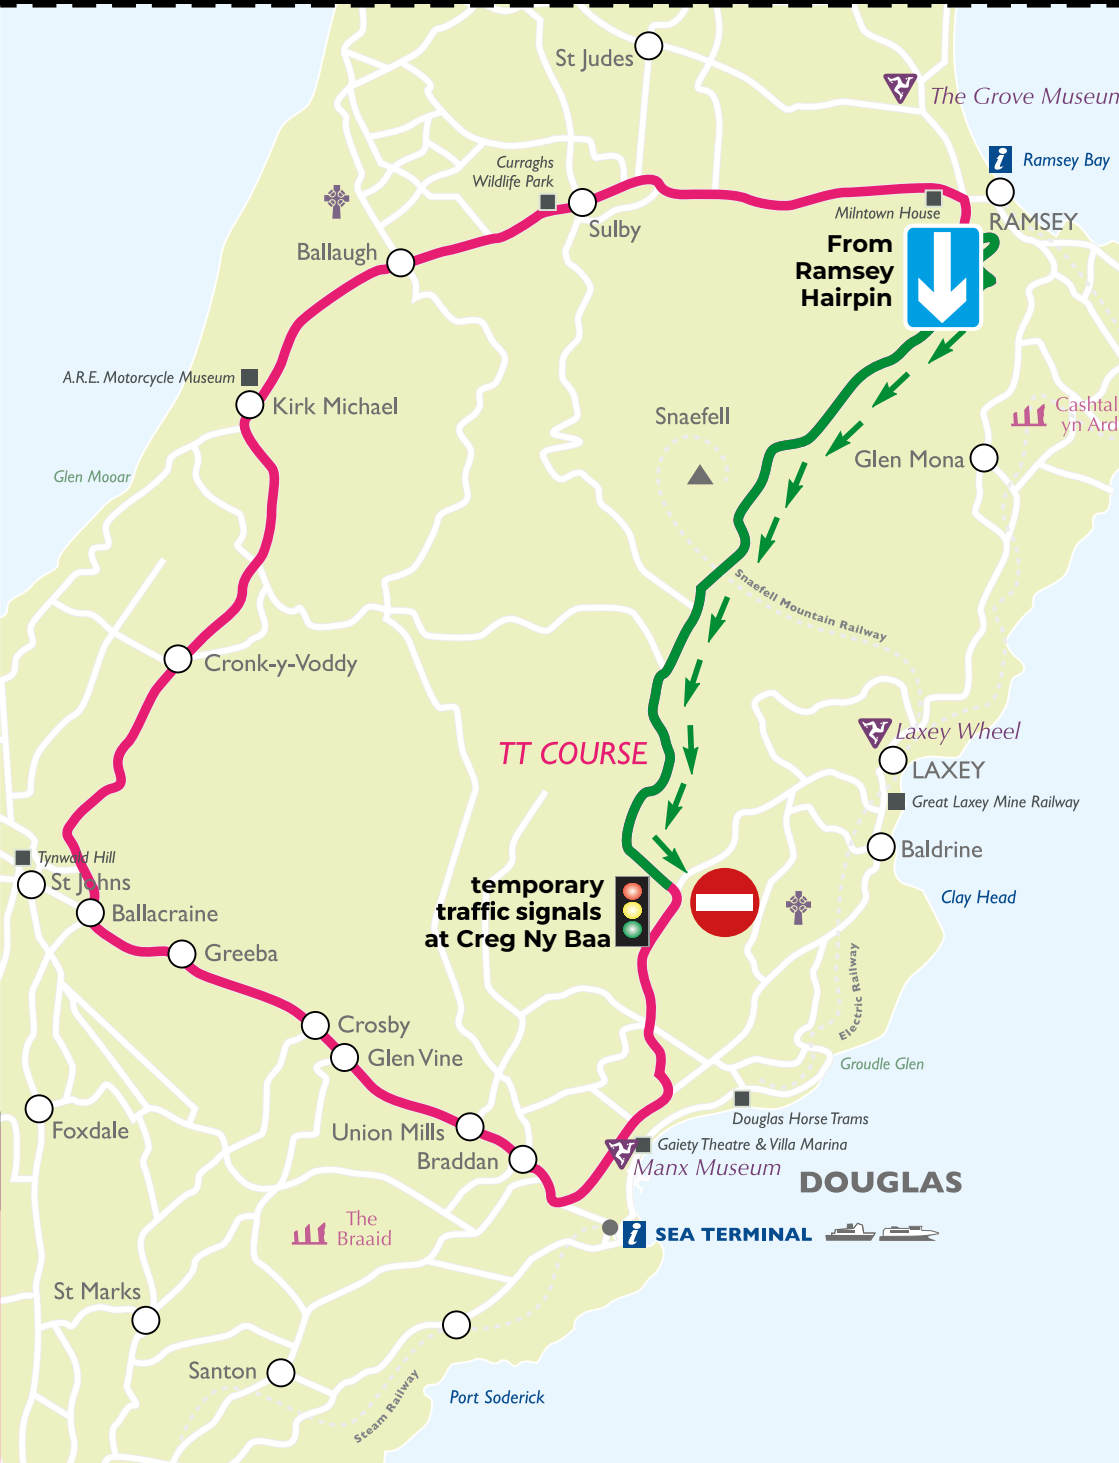 St Judes
The Grove Museum
Ramsey Bay
Curraghs
Wildlife Park
Milntown House
RAMSEY
Sulby
Ballaugh
From
Ramsey
Hairpin
A.R.E. Motorcycle Museum
Kirk Michael
Snaefell
Cashtal
yn Ard
Glen Mona
Glen Mooar
Snaefell Mountain Railway
Cronk-y-Voddy
TT COURSE
Laxey Wheel
LAXEY
Great Laxey Mine Railway
Baldrine
Tynwald Hill
St Johns
Ballacraine
temporary
traffic signals
at Creg Ny Baa
Clay Head
Greeba
Electric Railway
Crosby
Glen Vine
Groudle Glen
Foxdale
Union Mills
Braddan
Douglas Horse Trams
Gaiety Theatre & Villa Marina
Manx Museum
DOUGLAS
The
Braaid
SEA TERMINAL
St Marks
Santon
Steam Railway
Port Soderick